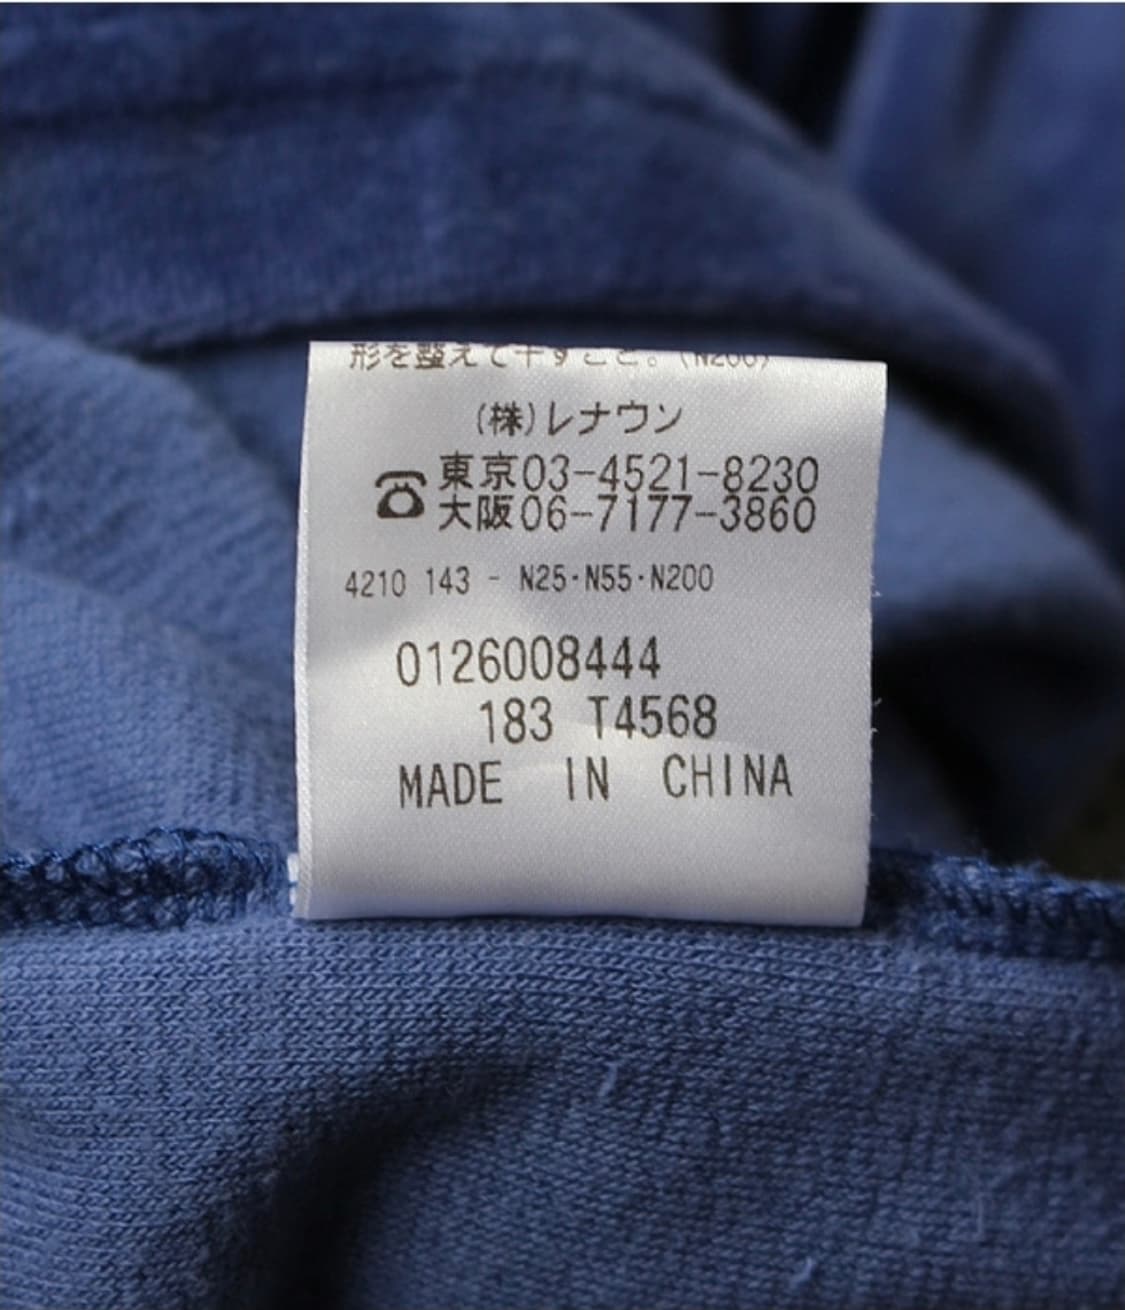 形を整えて干すこと。(N200)
(株)レナウン
☎東京03-4521-8230
大阪06-7177-3860
4210 143 - N25·N55·N200
0126008444
183 T4568
MADE IN CHINA